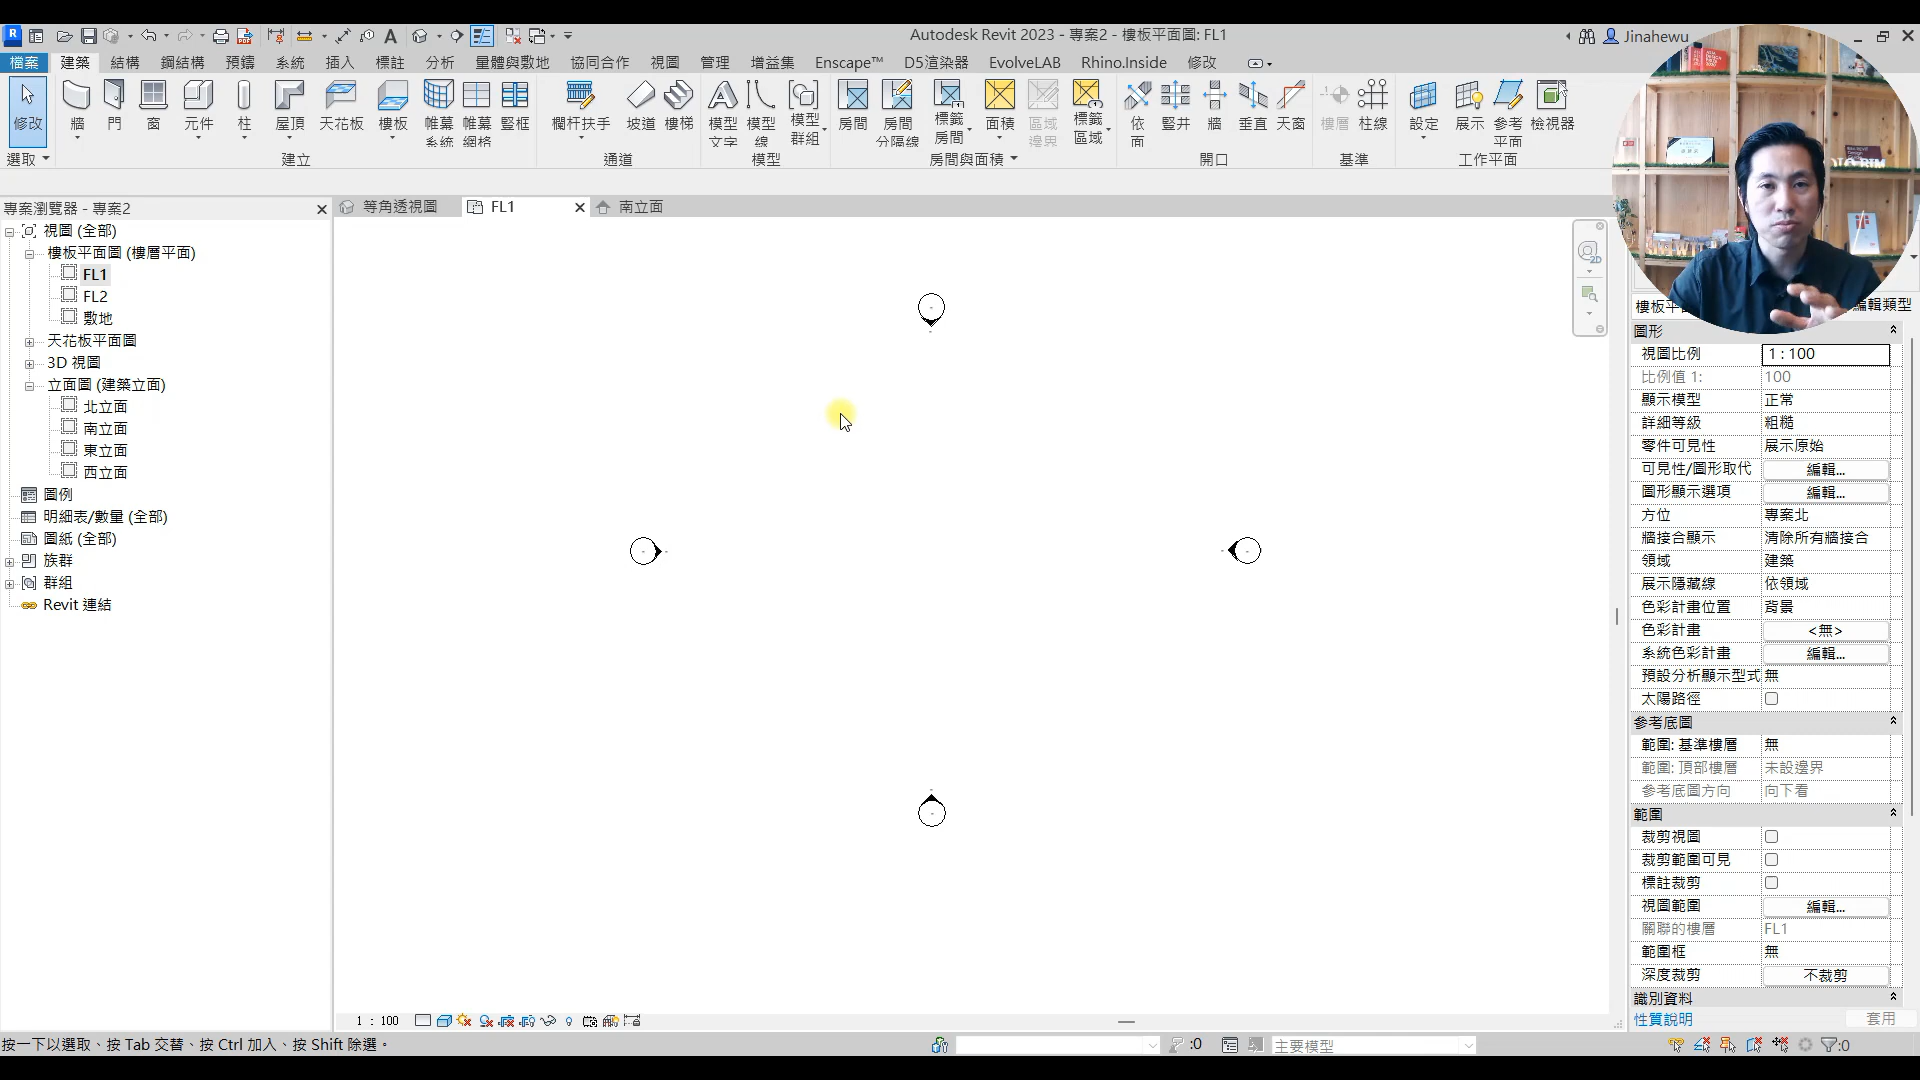 Autodesk Revit 2023 - 專案2 - 樓板平面圖: FL1
Jinahewu
檔案 建築 結構 鋼結構 預鑄 系統 插入 標註 分析 量體與敷地 協同合作 視圖 管理 增益集 Enscape™ D5渲染器 EvolveLAB Rhino.Inside 修改
修改 牆 門 窗 元件 柱 屋頂 天花板 樓板 帷幕系統 帷幕網格 豎框 欄杆扶手 坡道 樓梯 模型文字 模型線 模型群組 房間 房間分隔線 標籤房間 面積 區域邊界 標籤區域 依面 豎井 牆 垂直 天窗 樓層 柱線 設定 展示 參考平面 檢視器
選取 建立 通道 模型 房間與面積 開口 基準 工作平面
專案瀏覽器 - 專案2
等角透視圖 FL1 南立面
視圖 (全部)
樓板平面圖 (樓層平面)
FL1
FL2
敷地
天花板平面圖
3D 視圖
立面圖 (建築立面)
北立面
南立面
東立面
西立面
圖例
明細表/數量 (全部)
圖紙 (全部)
族群
群組
Revit 連結
編輯類型
圖形
視圖比例 1 : 100
比例值 1: 100
顯示模型 正常
詳細等級 粗糙
零件可見性 展示原始
可見性/圖形取代 編輯...
圖形顯示選項 編輯...
方位 專案北
牆接合顯示 清除所有牆接合
領域 建築
展示隱藏線 依領域
色彩計畫位置 背景
色彩計畫 <無>
系統色彩計畫 編輯...
預設分析顯示型式 無
太陽路徑
參考底圖
範圍: 基準樓層 無
範圍: 頂部樓層 未設邊界
參考底圖方向 向下看
範圍
裁剪視圖
裁剪範圍可見
標註裁剪
視圖範圍 編輯...
關聯的樓層 FL1
範圍框 無
深度裁剪 不裁剪
識別資料
性質說明 套用
1 : 100
按一下以選取、按 Tab 交替、按 Ctrl 加入、按 Shift 除選。
:0 主要模型 :0